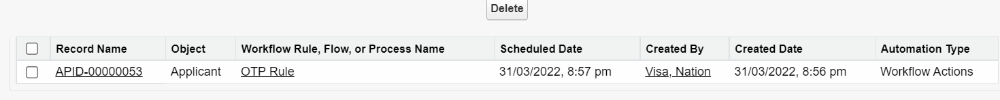 Delete
Record Name Object Workflow Rule, Flow, or Process Name Scheduled Date Created By Created Date Automation Type
APID-00000053 Applicant OTP Rule 31/03/2022, 8:57 pm Visa, Nation 31/03/2022, 8:56 pm Workflow Actions